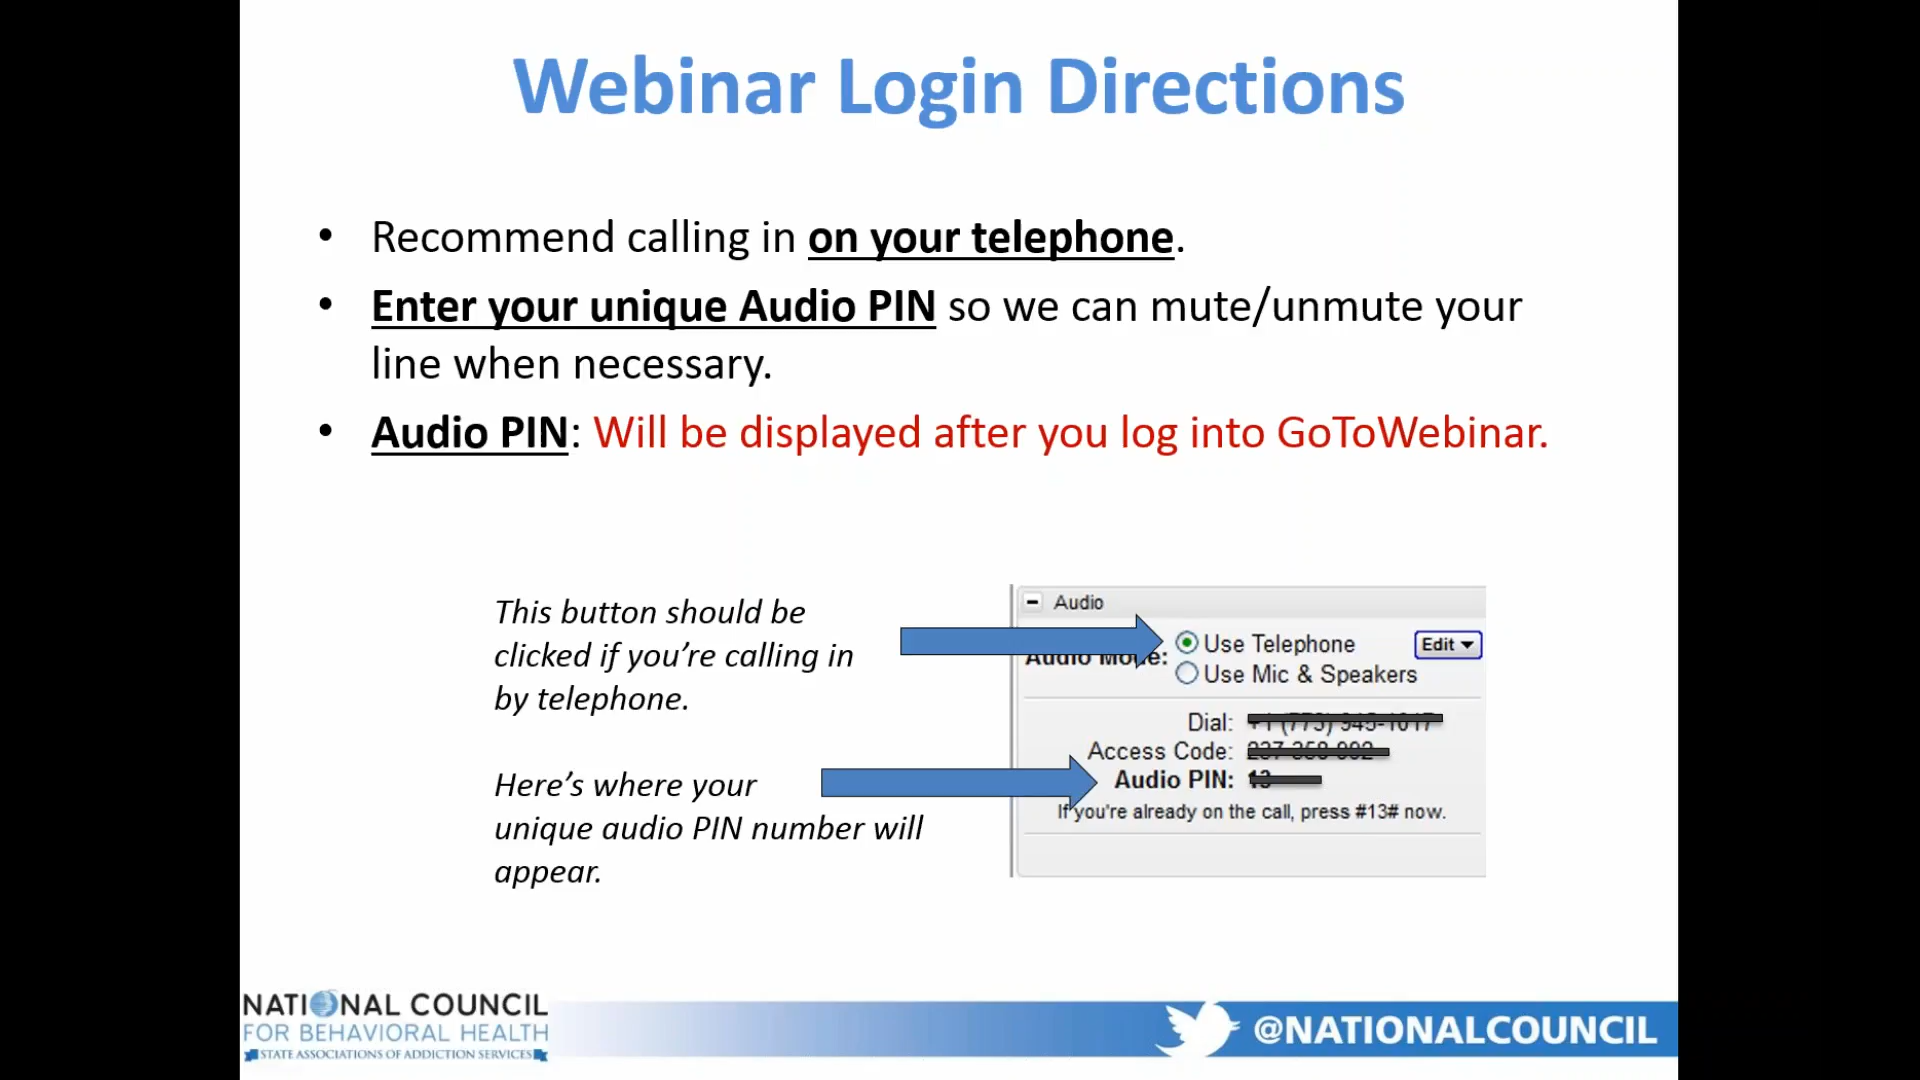 Webinar Login Directions
• Recommend calling in on your telephone.
• Enter your unique Audio PIN so we can mute/unmute your
line when necessary.
• Audio PIN: Will be displayed after you log into GoToWebinar.
This button should be
clicked if you're calling in
by telephone.
Here's where your
unique audio PIN number will
appear.
Audio
Audio Mode:
Use Telephone
Edit
Use Mic & Speakers
Dial:
Access Code:
Audio PIN: 13
If you're already on the call, press #13# now.
NATIONAL COUNCIL
FOR BEHAVIORAL HEALTH
STATE ASSOCIATIONS OF ADDICTION SERVICES
@NATIONALCOUNCIL